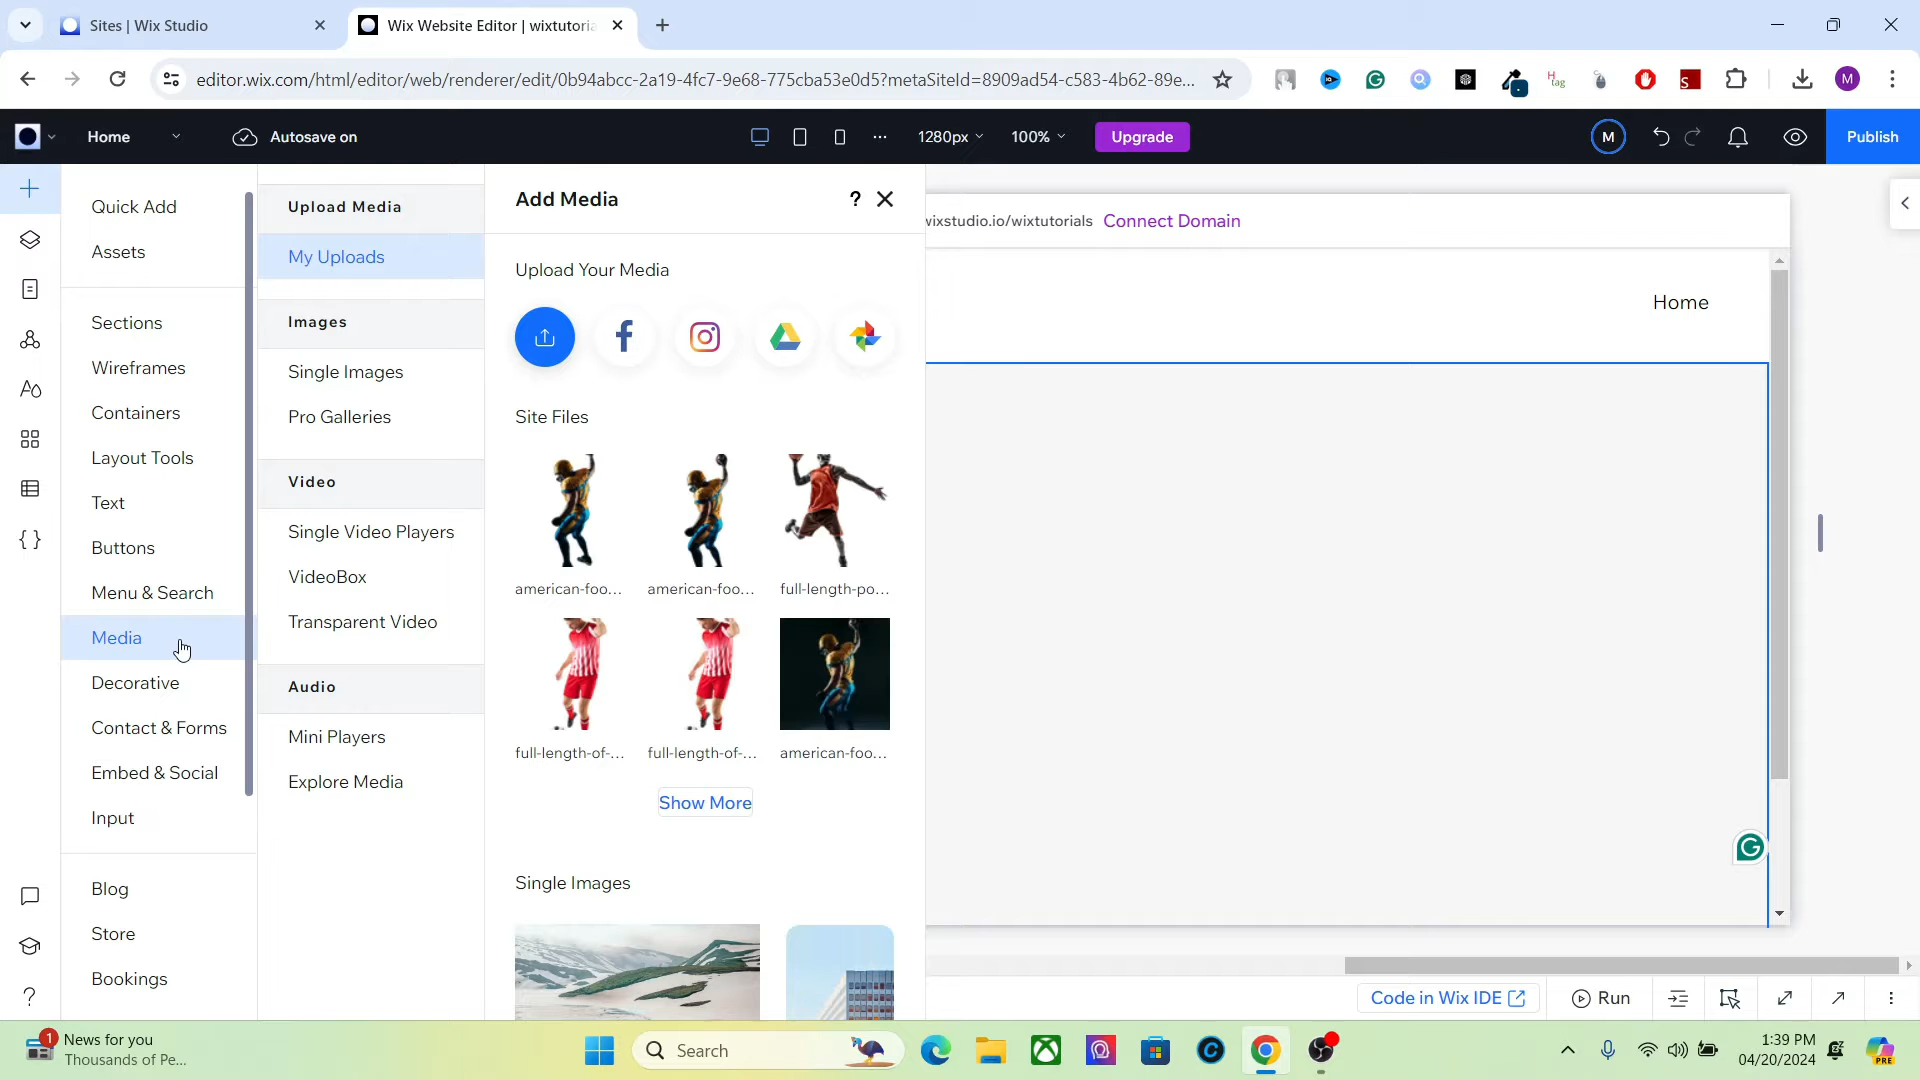 Sites | Wix Studio
Wix Website Editor | wixtutoria
editor.wix.com/html/editor/web/renderer/edit/0b94abcc-2a19-4fc7-9e68-775cba53e0d5?metaSiteId=8909ad54-c583-4b62-89e...
Home
Autosave on
1280px
100%
Upgrade
M
Publish
Quick Add
Assets
Sections
Wireframes
Containers
Layout Tools
Text
Buttons
Menu & Search
Media
Decorative
Contact & Forms
Embed & Social
Input
Blog
Store
Bookings
Upload Media
My Uploads
Images
Single Images
Pro Galleries
Video
Single Video Players
VideoBox
Transparent Video
Audio
Mini Players
Explore Media
Add Media
?
Upload Your Media
Site Files
american-foo...
american-foo...
full-length-po...
full-length-of-...
full-length-of-...
american-foo...
Show More
Single Images
wixstudio.io/wixtutorials Connect Domain
Home
Code in Wix IDE
Run
1
News for you
Thousands of Pe...
Search
1:39 PM
04/20/2024
PRE